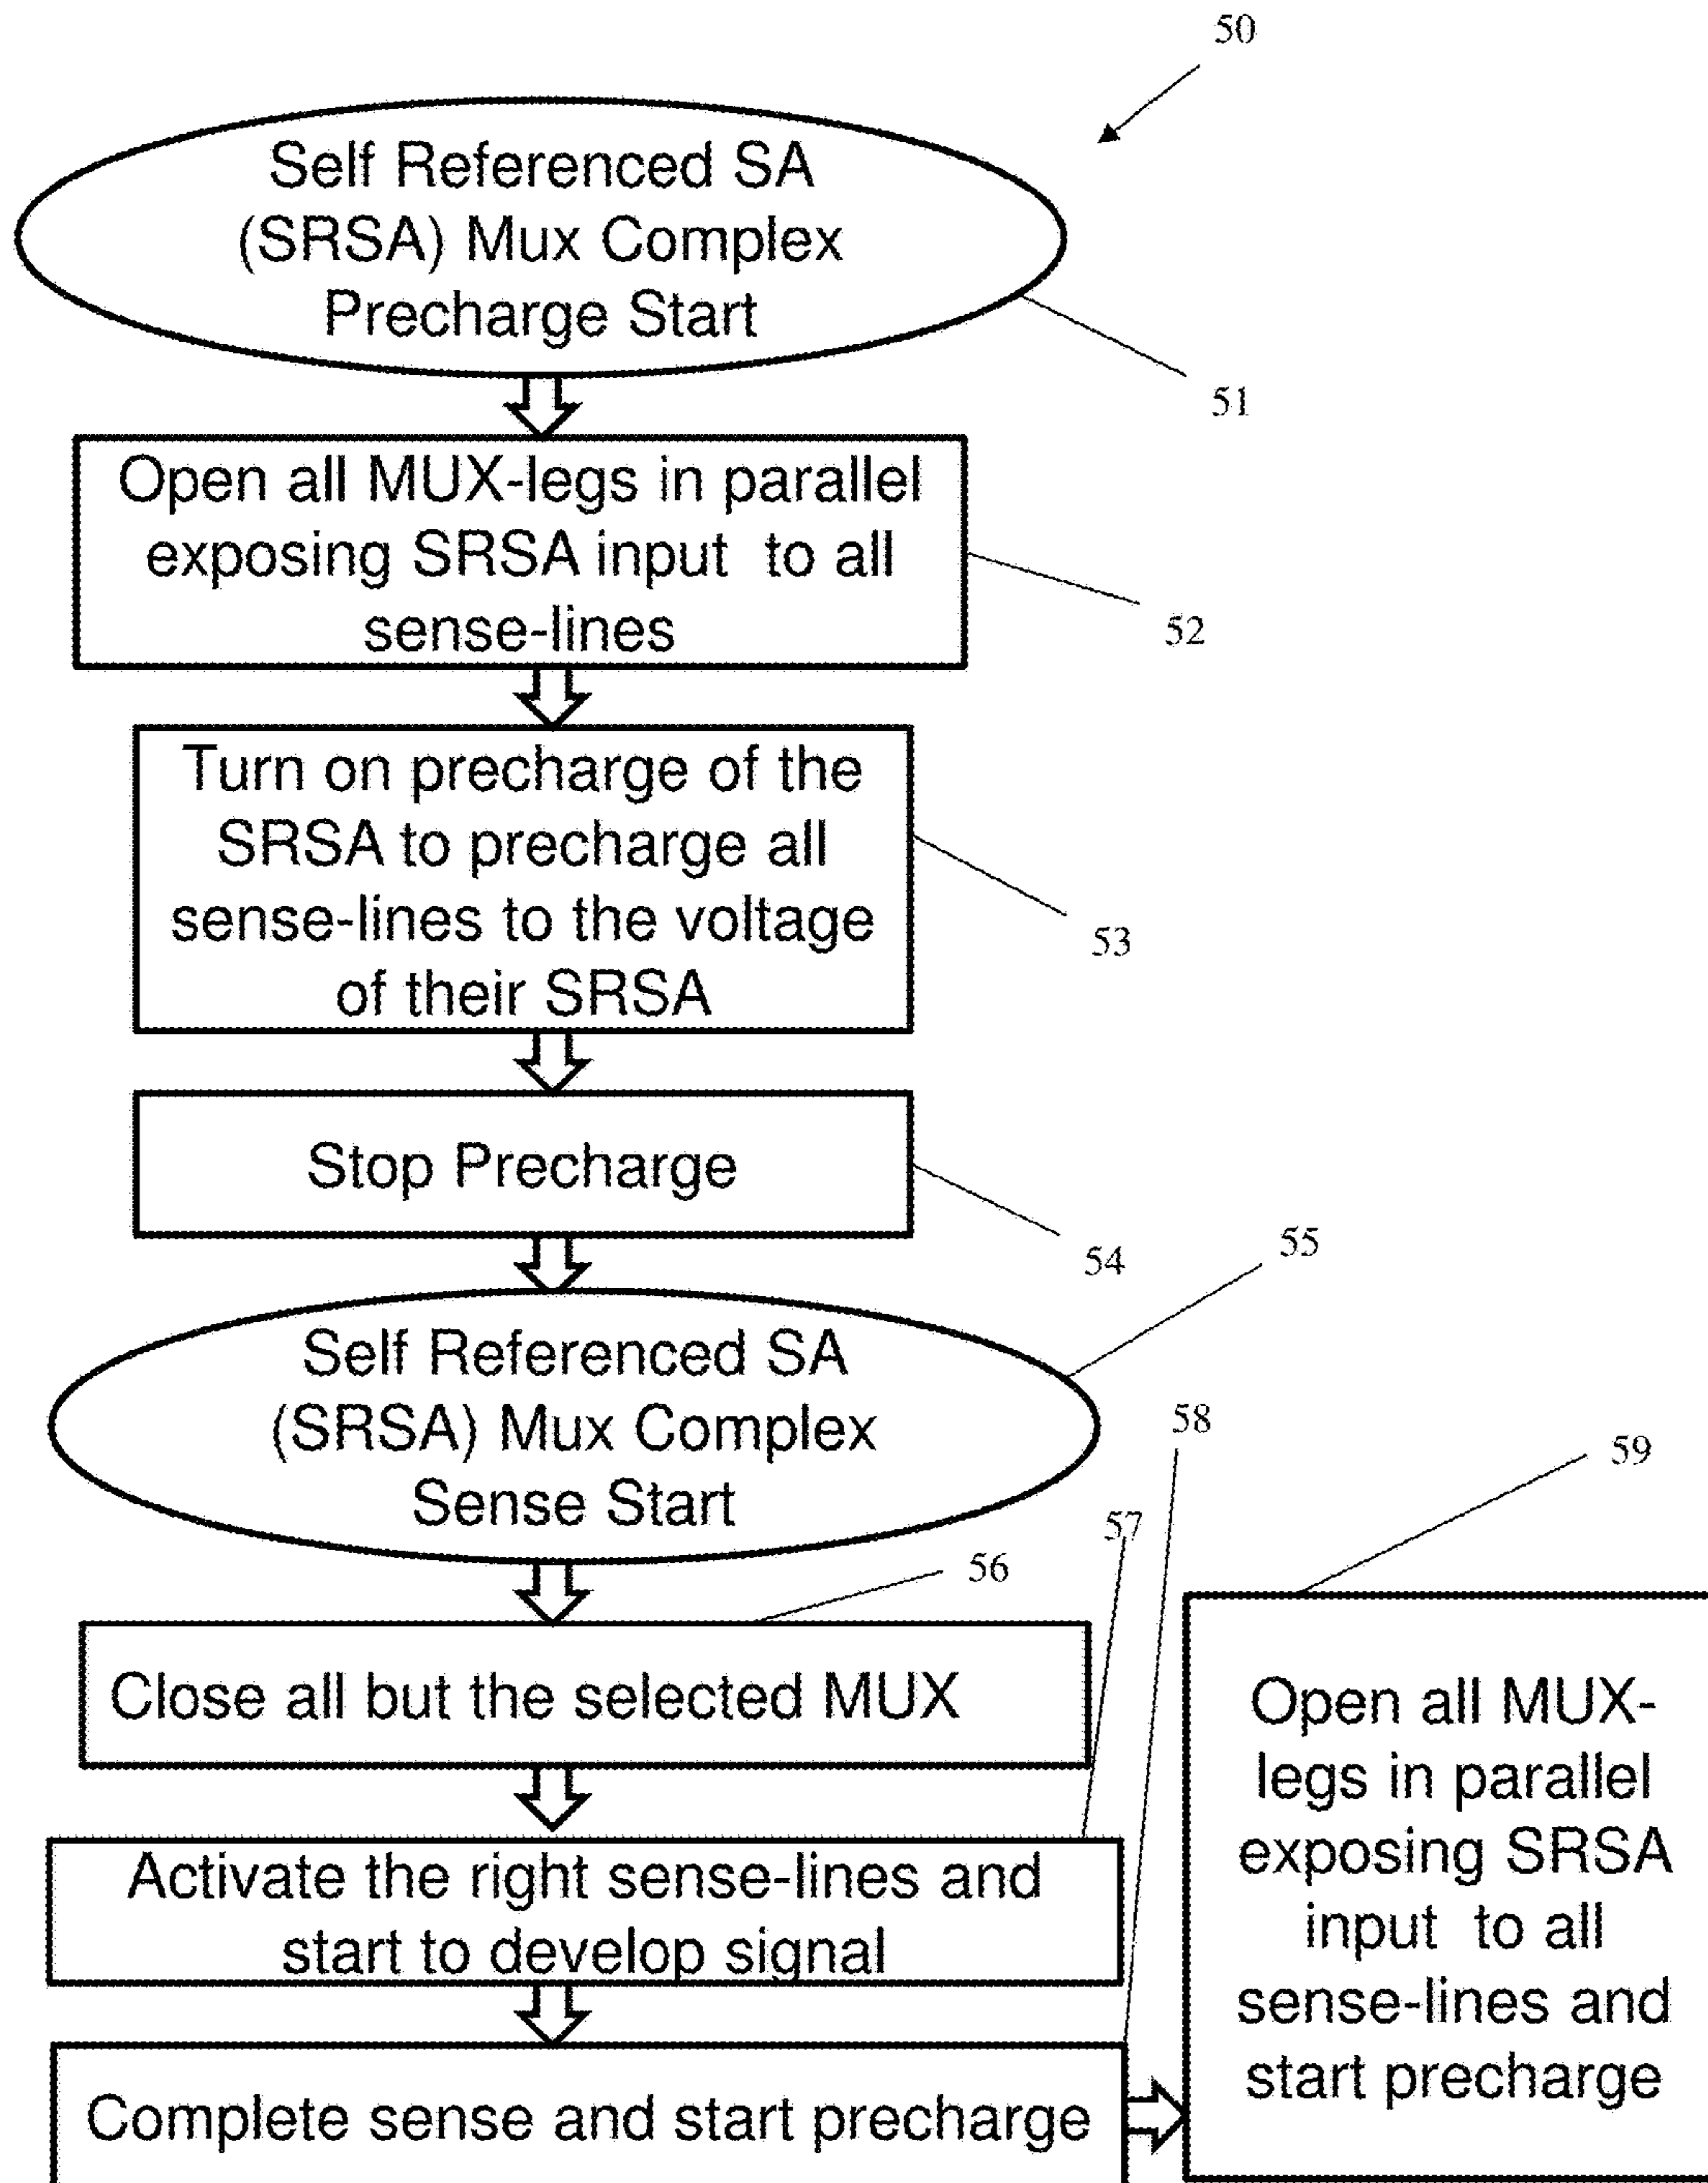 50
Self Referenced SA
(SRSA) Mux Complex
Precharge Start
51
Open all MUX-legs in parallel
exposing SRSA input to all
sense-lines
52
Turn on precharge of the
SRSA to precharge all
sense-lines to the voltage
of their SRSA
53
Stop Precharge
54
55
Self Referenced SA
(SRSA) Mux Complex
Sense Start
56
Close all but the selected MUX
57
Activate the right sense-lines and
start to develop signal
58
Complete sense and start precharge
59
Open all MUX-
legs in parallel
exposing SRSA
input to all
sense-lines and
start precharge